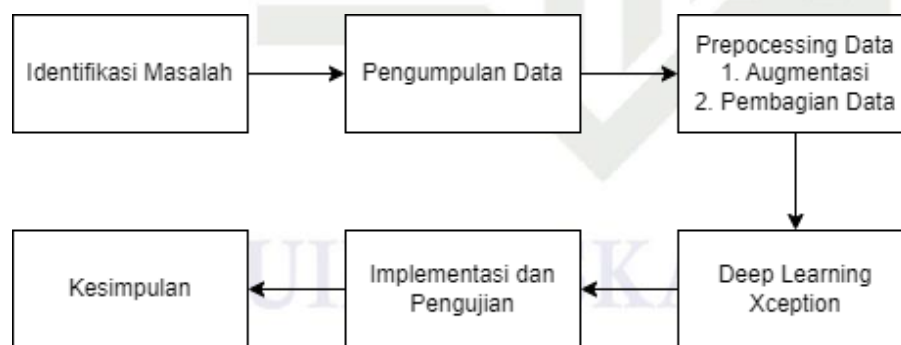 Identifikasi Masalah
Pengumpulan Data
Prepocessing Data
1. Augmentasi
2. Pembagian Data
Deep Learning
Xception
Implementasi dan
Pengujian
Kesimpulan